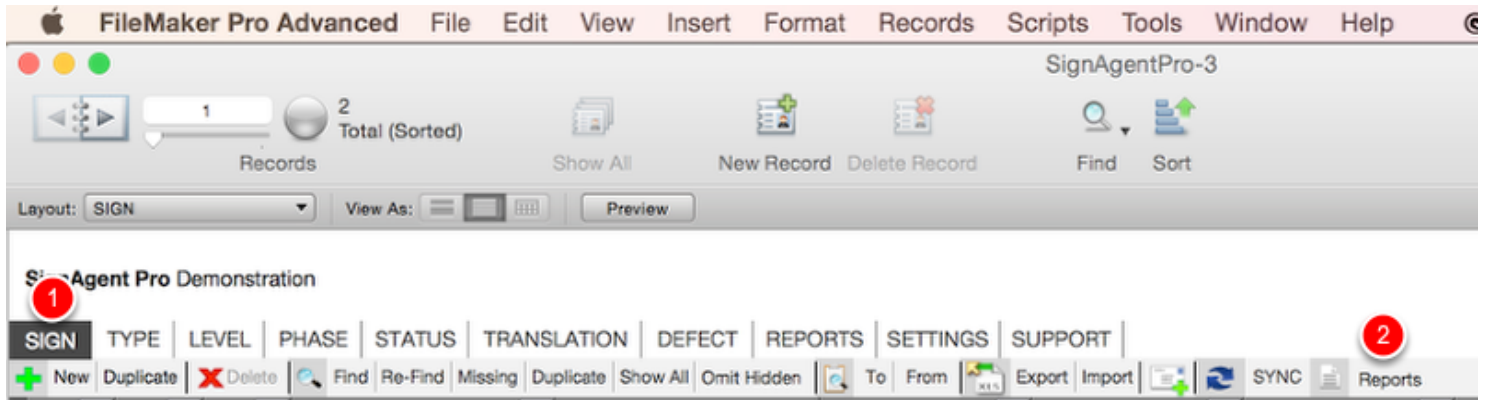 FileMaker Pro Advanced File Edit View Insert Format Records Scripts Tools Window Help
SignAgentPro-3
1
2
Total (Sorted)
Records Show All New Record Delete Record Find Sort
Layout: SIGN View As: Preview
SignAgent Pro Demonstration
1
2
SIGN TYPE LEVEL PHASE STATUS TRANSLATION DEFECT REPORTS SETTINGS SUPPORT
New Duplicate Delete Find Re-Find Missing Duplicate Show All Omit Hidden To From XLS Export Import SYNC Reports